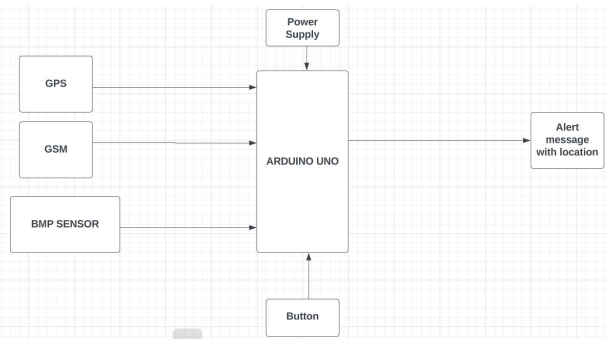 Power
Supply
GPS
GSM
ARDUINO UNO
Alert
message
with location
BMP SENSOR
Button